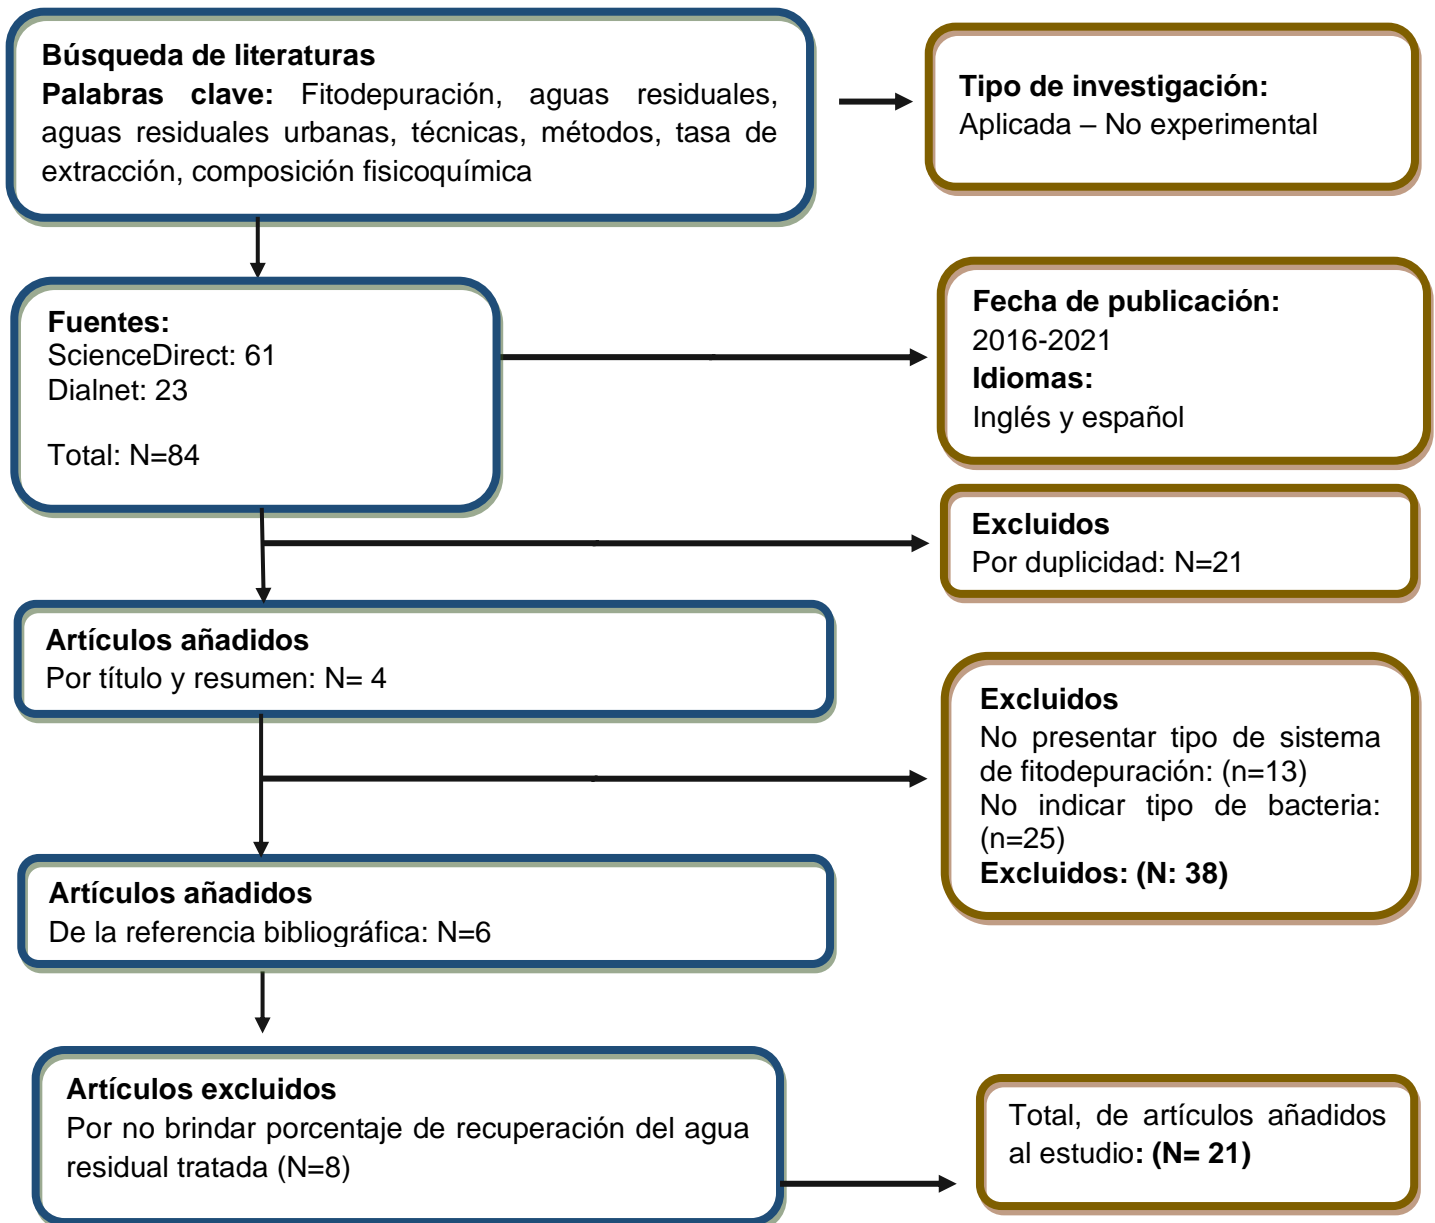 Búsqueda de literaturas
Palabras clave: Fitodepuración, aguas residuales,
aguas residuales urbanas, técnicas, métodos, tasa de
extracción, composición fisicoquímica
Tipo de investigación:
Aplicada – No experimental
Fuentes:
ScienceDirect: 61
Dialnet: 23
Total: N=84
Fecha de publicación:
2016-2021
Idiomas:
Inglés y español
Excluidos
Por duplicidad: N=21
Artículos añadidos
Por título y resumen: N= 4
Excluidos
No presentar tipo de sistema
de fitodepuración: (n=13)
No indicar tipo de bacteria:
(n=25)
Excluidos: (N: 38)
Artículos añadidos
De la referencia bibliográfica: N=6
Artículos excluidos
Por no brindar porcentaje de recuperación del agua
residual tratada (N=8)
Total, de artículos añadidos
al estudio: (N= 21)